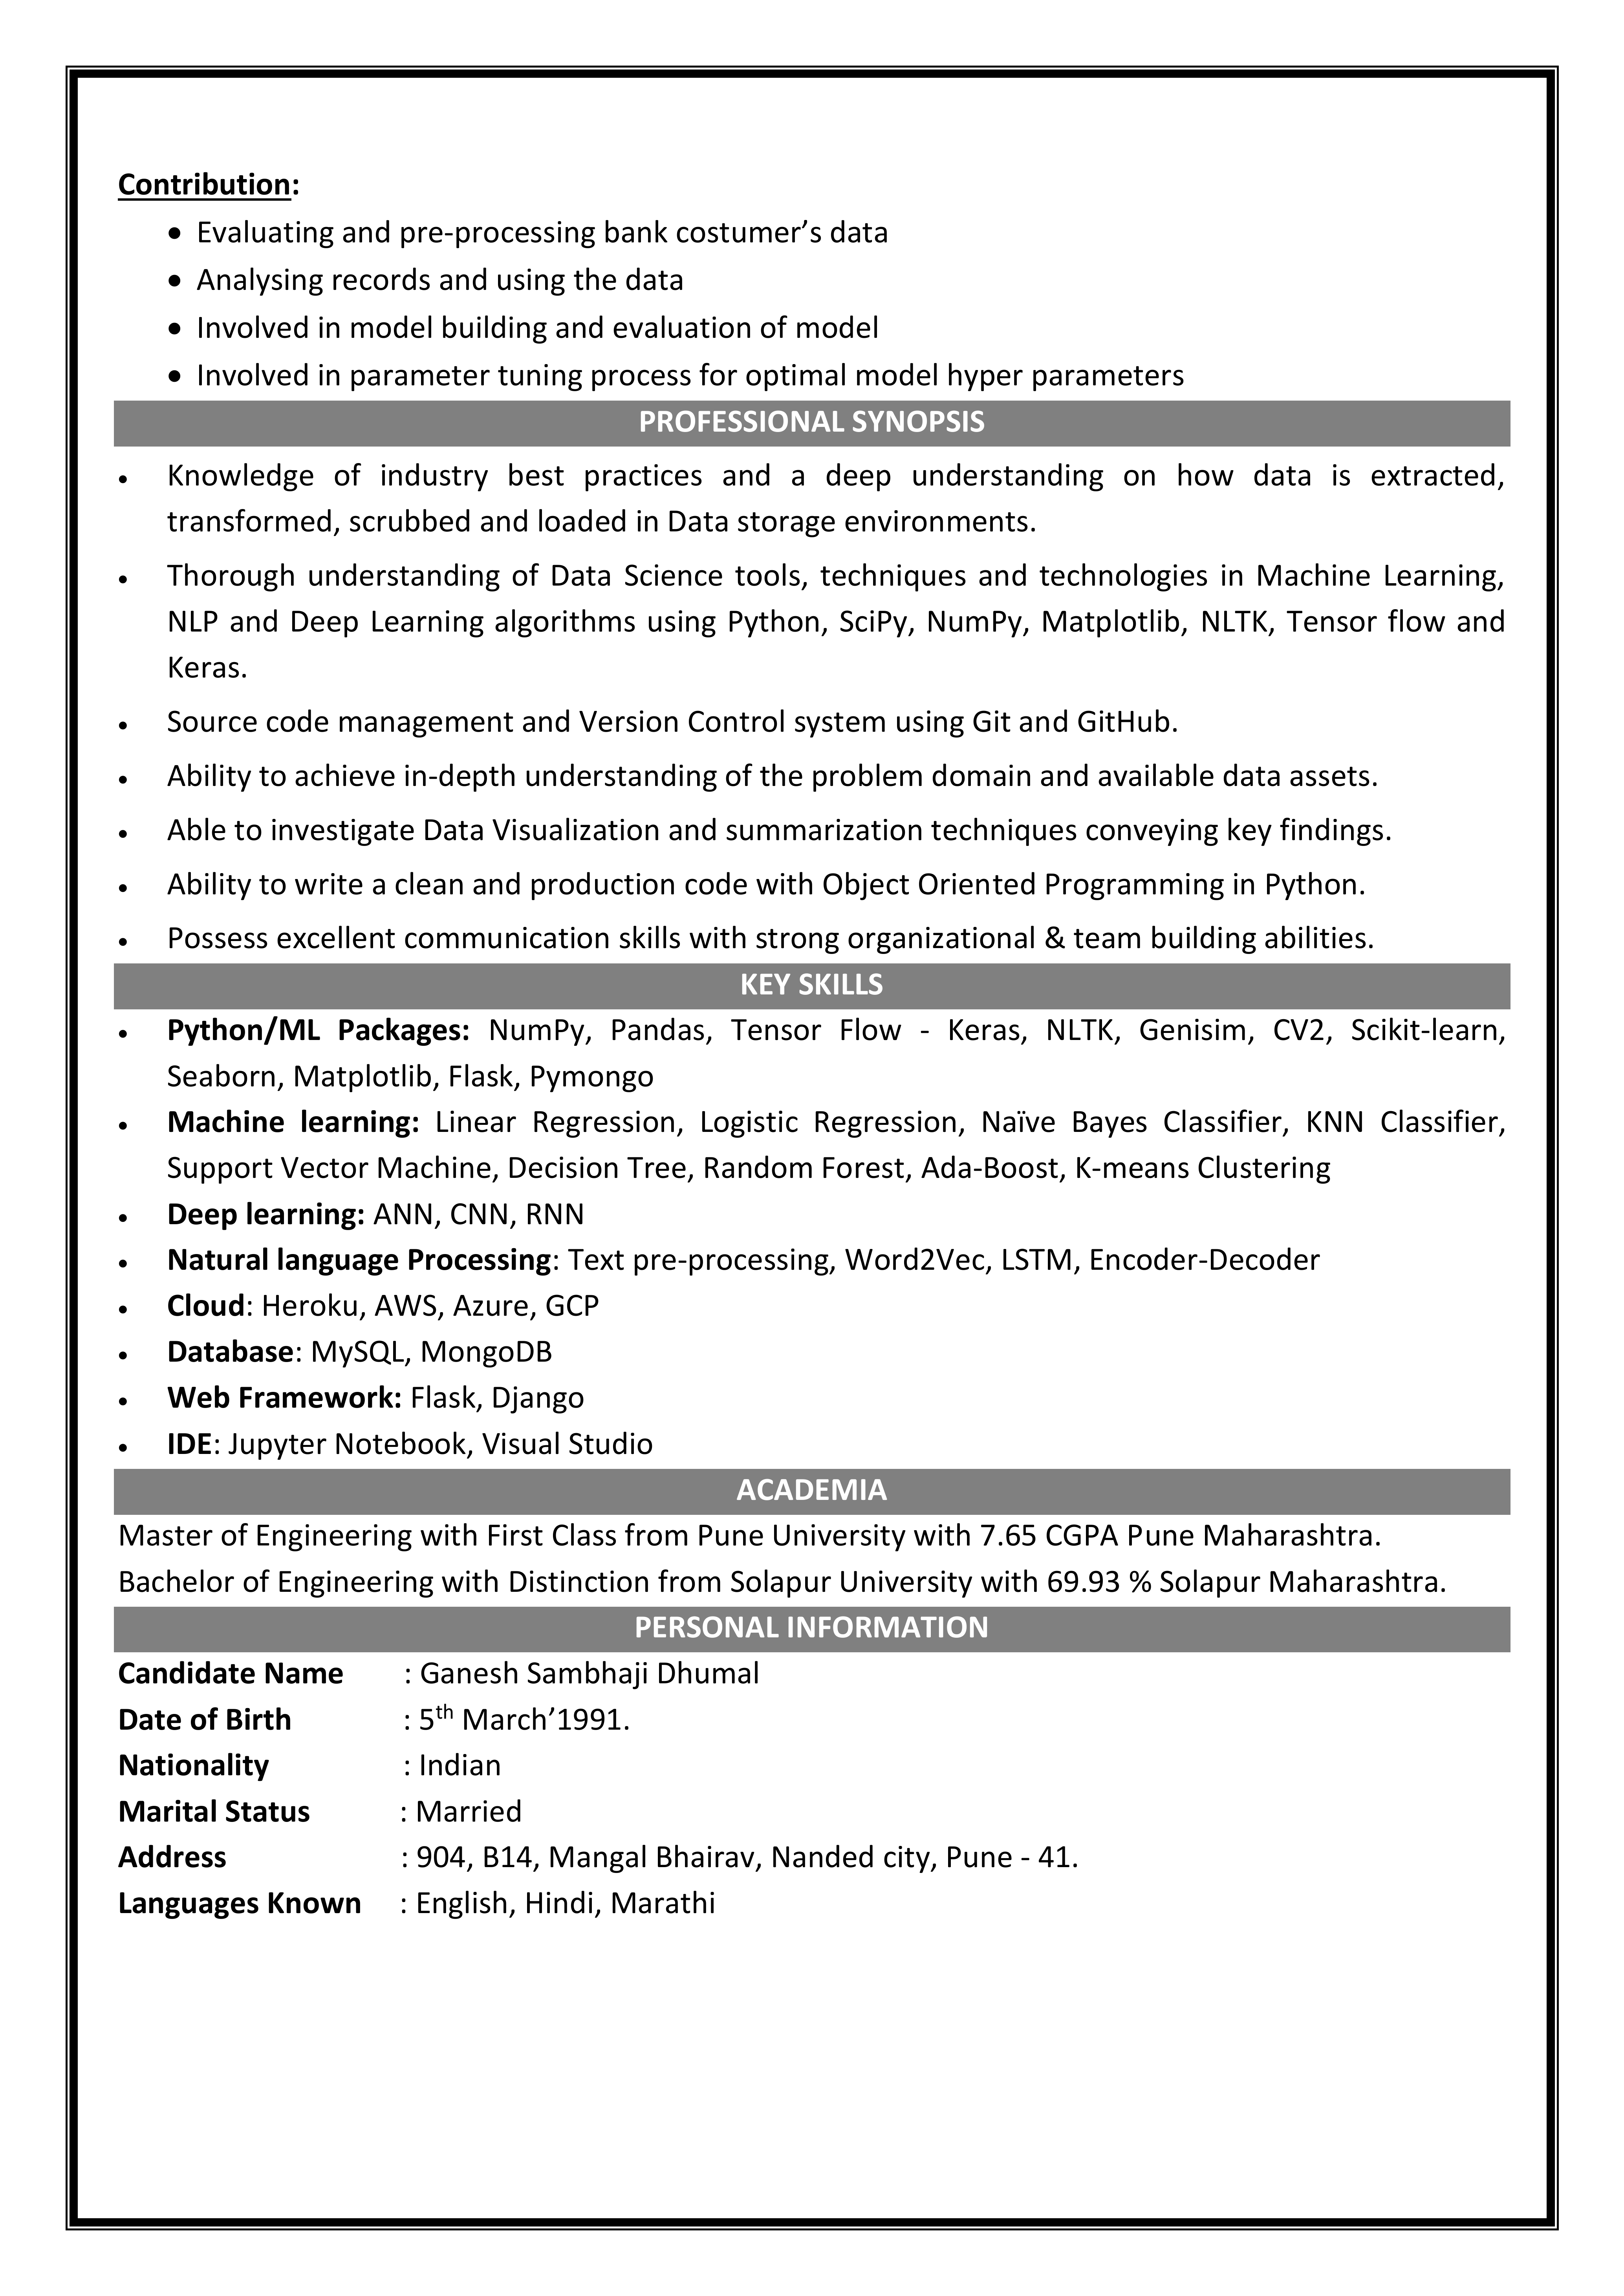 Contribution:
• Evaluating and pre-processing bank costumer’s data
• Analysing records and using the data
• Involved in model building and evaluation of model
• Involved in parameter tuning process for optimal model hyper parameters
PROFESSIONAL SYNOPSIS
• Knowledge of industry best practices and a deep understanding on how data is extracted,
transformed, scrubbed and loaded in Data storage environments.
• Thorough understanding of Data Science tools, techniques and technologies in Machine Learning,
NLP and Deep Learning algorithms using Python, SciPy, NumPy, Matplotlib, NLTK, Tensor flow and
Keras.
• Source code management and Version Control system using Git and GitHub.
• Ability to achieve in-depth understanding of the problem domain and available data assets.
• Able to investigate Data Visualization and summarization techniques conveying key findings.
• Ability to write a clean and production code with Object Oriented Programming in Python.
• Possess excellent communication skills with strong organizational & team building abilities.
KEY SKILLS
• Python/ML Packages: NumPy, Pandas, Tensor Flow - Keras, NLTK, Genisim, CV2, Scikit-learn,
Seaborn, Matplotlib, Flask, Pymongo
• Machine learning: Linear Regression, Logistic Regression, Naïve Bayes Classifier, KNN Classifier,
Support Vector Machine, Decision Tree, Random Forest, Ada-Boost, K-means Clustering
• Deep learning: ANN, CNN, RNN
• Natural language Processing: Text pre-processing, Word2Vec, LSTM, Encoder-Decoder
• Cloud: Heroku, AWS, Azure, GCP
• Database: MySQL, MongoDB
• Web Framework: Flask, Django
• IDE: Jupyter Notebook, Visual Studio
ACADEMIA
Master of Engineering with First Class from Pune University with 7.65 CGPA Pune Maharashtra.
Bachelor of Engineering with Distinction from Solapur University with 69.93 % Solapur Maharashtra.
PERSONAL INFORMATION
Candidate Name : Ganesh Sambhaji Dhumal
Date of Birth : 5th March’1991.
Nationality : Indian
Marital Status : Married
Address : 904, B14, Mangal Bhairav, Nanded city, Pune - 41.
Languages Known : English, Hindi, Marathi